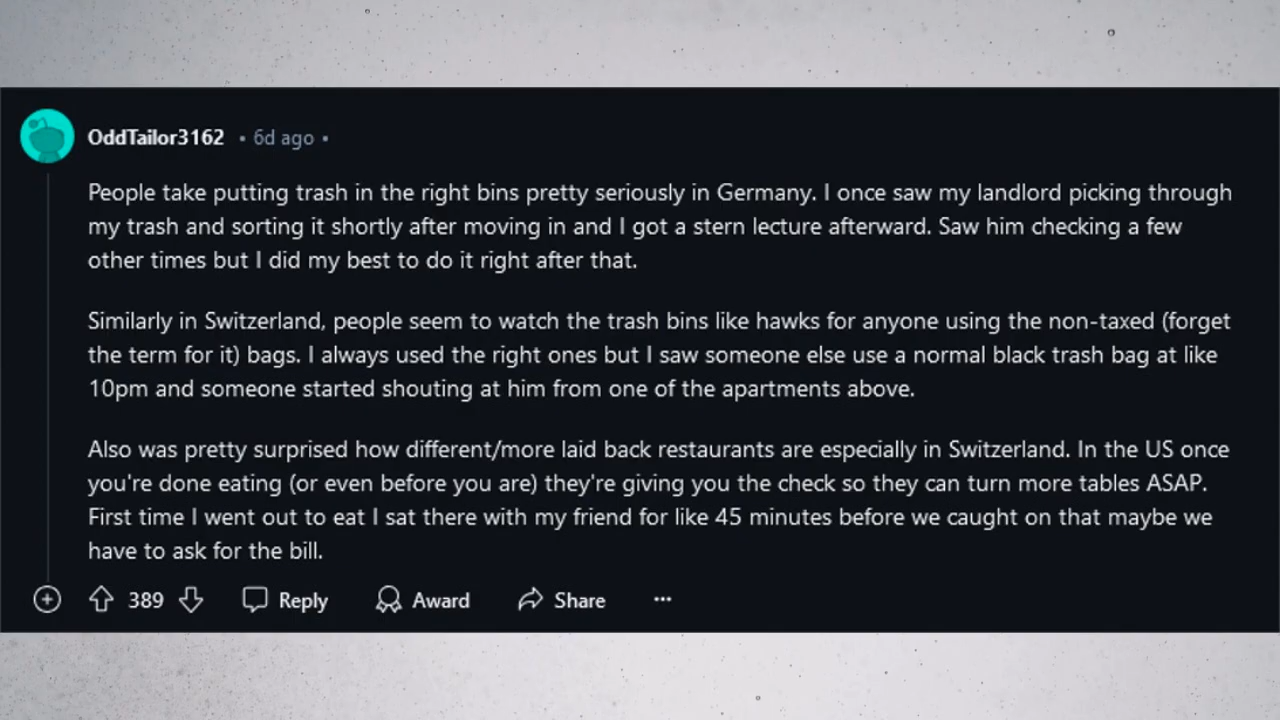 OddTailor3162 • 6d ago •
People take putting trash in the right bins pretty seriously in Germany. I once saw my landlord picking through
my trash and sorting it shortly after moving in and I got a stern lecture afterward. Saw him checking a few
other times but I did my best to do it right after that.
Similarly in Switzerland, people seem to watch the trash bins like hawks for anyone using the non-taxed (forget
the term for it) bags. I always used the right ones but I saw someone else use a normal black trash bag at like
10pm and someone started shouting at him from one of the apartments above.
Also was pretty surprised how different/more laid back restaurants are especially in Switzerland. In the US once
you're done eating (or even before you are) they're giving you the check so they can turn more tables ASAP.
First time I went out to eat I sat there with my friend for like 45 minutes before we caught on that maybe we
have to ask for the bill.
389 Reply Award Share ...